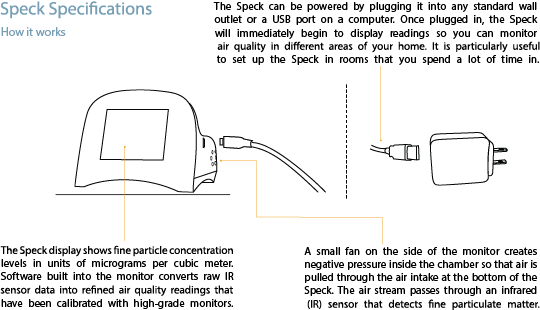 Speck Specifications
How it works
The Speck can be powered by plugging it into any standard wall
outlet or a USB port on a computer. Once plugged in, the Speck
will immediately begin to display readings so you can monitor
air quality in different areas of your home. It is particularly useful
to set up the Speck in rooms that you spend a lot of time in.
The Speck display shows fine particle concentration
levels in units of micrograms per cubic meter.
Software built into the monitor converts raw IR
sensor data into refined air quality readings that
have been calibrated with high-grade monitors.
A small fan on the side of the monitor creates
negative pressure inside the chamber so that air is
pulled through the air intake at the bottom of the
Speck. The air stream passes through an infrared
(IR) sensor that detects fine particulate matter.